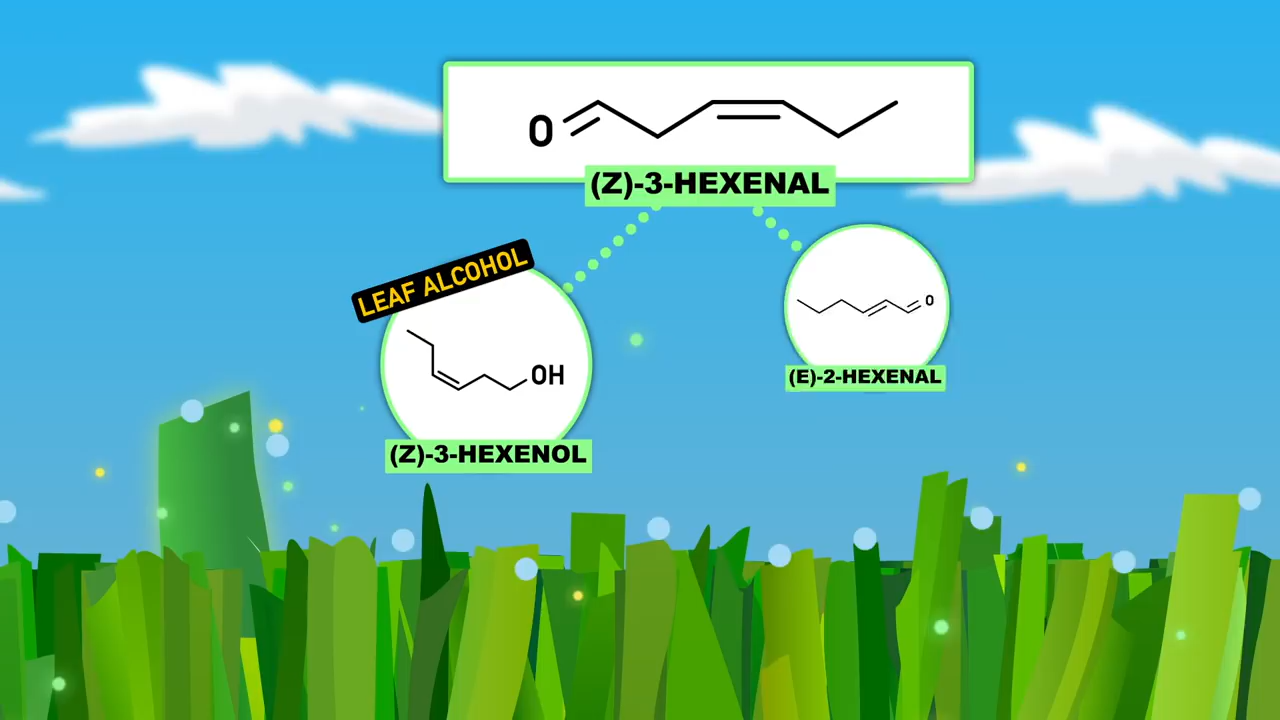 O
(Z)-3-HEXENAL
LEAF ALCOHOL
OH
(Z)-3-HEXENOL
O
(E)-2-HEXENAL